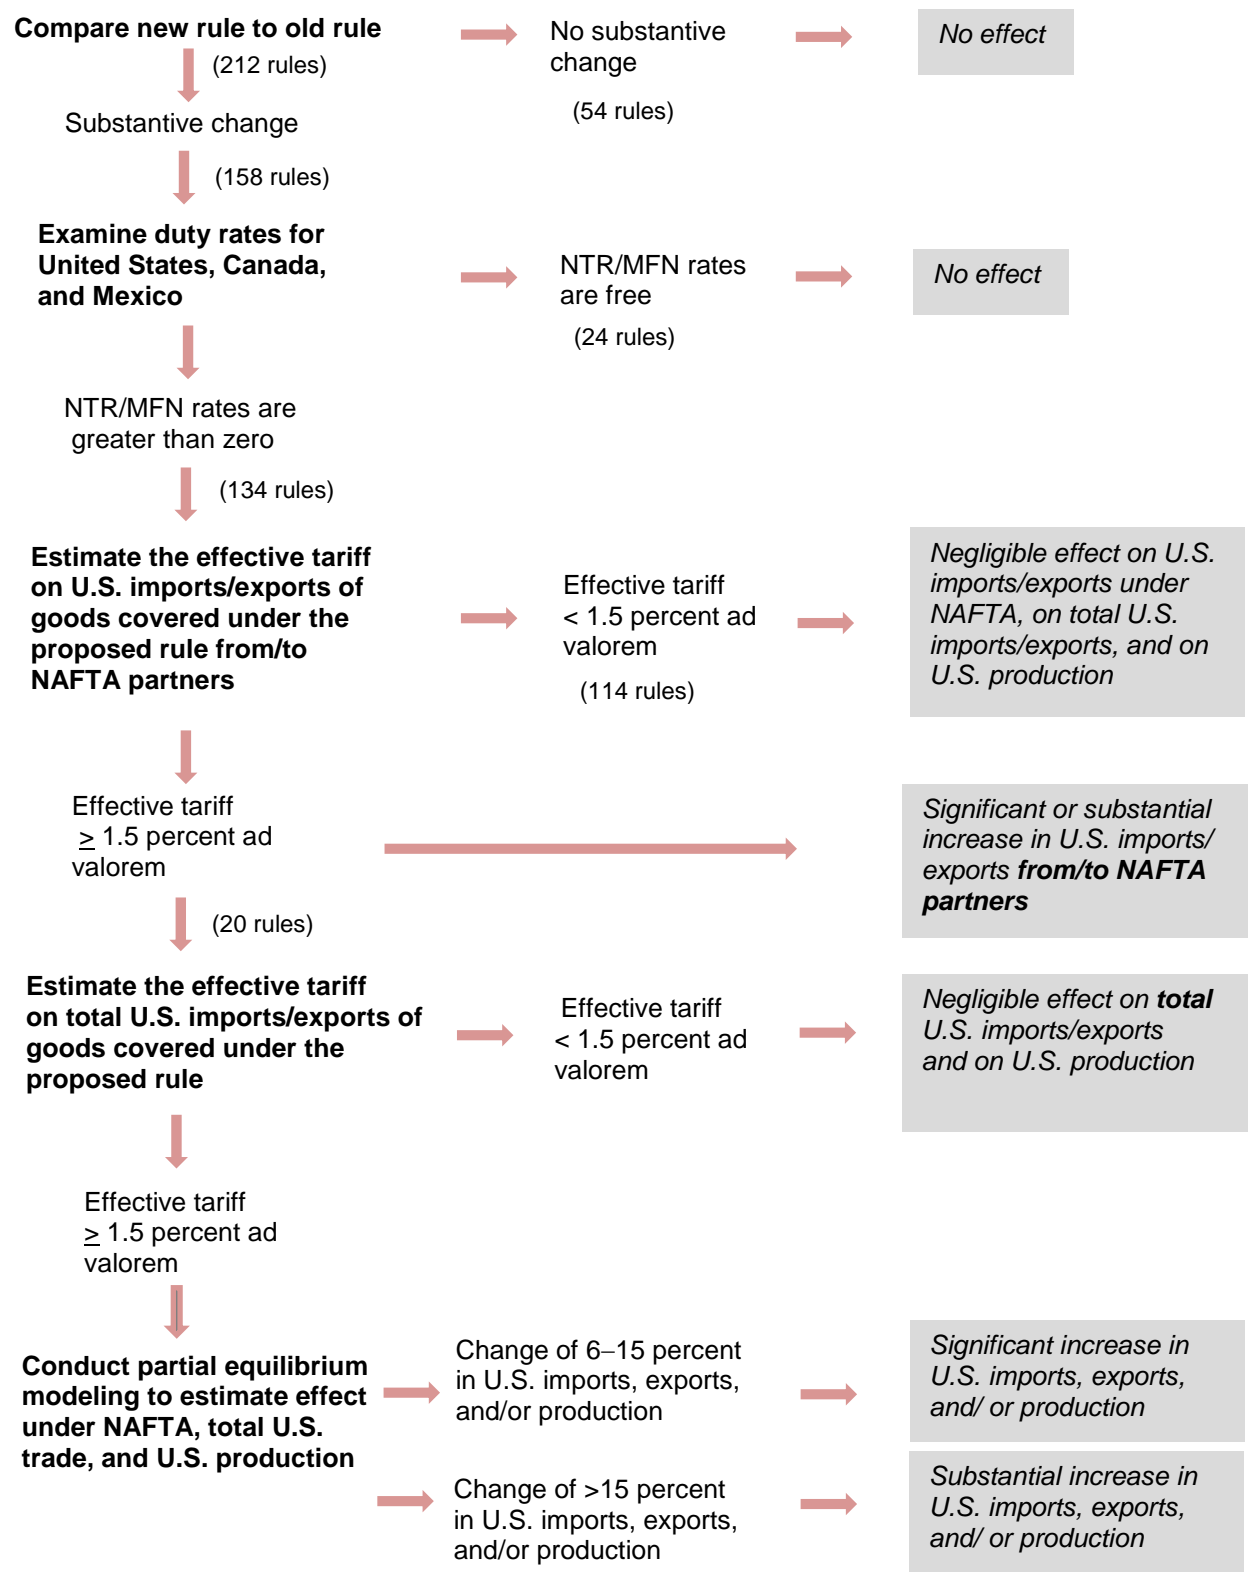 Compare new rule to old rule
(212 rules)
No substantive
change
(54 rules)
No effect
Substantive change
(158 rules)
Examine duty rates for
United States, Canada,
and Mexico
NTR/MFN rates
are free
(24 rules)
No effect
NTR/MFN rates are
greater than zero
(134 rules)
Estimate the effective tariff
on U.S. imports/exports of
goods covered under the
proposed rule from/to
NAFTA partners
Effective tariff
< 1.5 percent ad
valorem
(114 rules)
Negligible effect on U.S.
imports/exports under
NAFTA, on total U.S.
imports/exports, and on
U.S. production
Effective tariff
≥ 1.5 percent ad
valorem
(20 rules)
Significant or substantial
increase in U.S. imports/
exports from/to NAFTA
partners
Estimate the effective tariff
on total U.S. imports/exports of
goods covered under the
proposed rule
Effective tariff
< 1.5 percent ad
valorem
Negligible effect on total
U.S. imports/exports
and on U.S. production
Effective tariff
≥ 1.5 percent ad
valorem
Conduct partial equilibrium
modeling to estimate effect
under NAFTA, total U.S.
trade, and U.S. production
Change of 6–15 percent
in U.S. imports, exports,
and/or production
Significant increase in
U.S. imports, exports,
and/ or production
Change of >15 percent
in U.S. imports, exports,
and/or production
Substantial increase in
U.S. imports, exports,
and/ or production